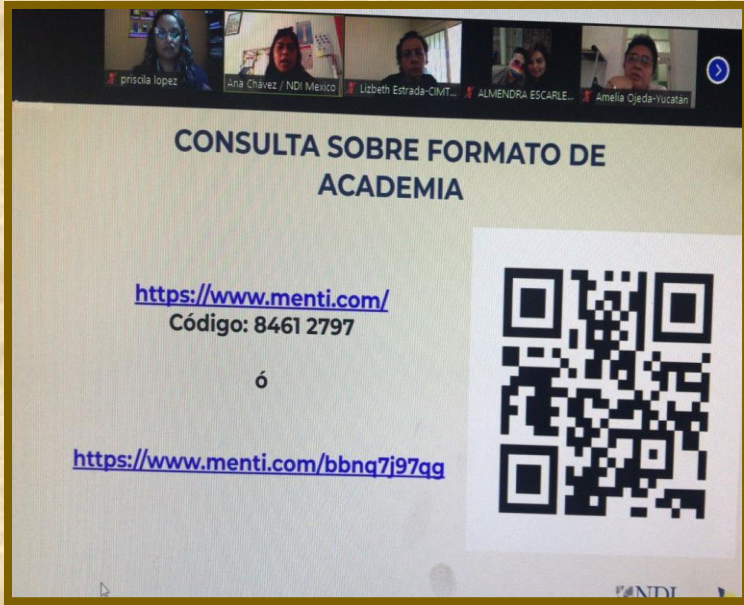 priscila lopez
Ana Chávez / NDI Mexico
Lizbeth Estrada-CIMT...
ALMENDRA ESCARLE...
Amelia Ojeda-Yucatán
CONSULTA SOBRE FORMATO DE
ACADEMIA
https://www.menti.com/
Código: 8461 2797
ó
https://www.menti.com/bbnq7j97qg
NDI